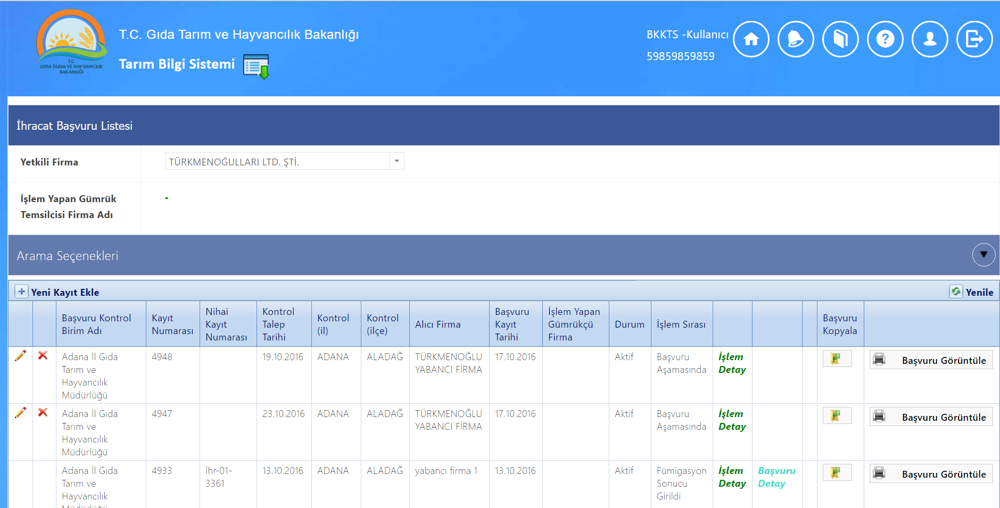 T.C. Gıda Tarım ve Hayvancılık Bakanlığı
Tarım Bilgi Sistemi
T.C.
GIDA TARIM VE HAYVANCILIK
BAKANLIĞI
BKKTS -Kullanıcı
59859859859
İhracat Başvuru Listesi
Yetkili Firma
TÜRKMENOĞULLARI LTD. ŞTİ.
İşlem Yapan Gümrük
Temsilcisi Firma Adı
-
Arama Seçenekleri
Yeni Kayıt Ekle
Yenile
Başvuru Kontrol
Birim Adı
Kayıt
Numarası
Nihai
Kayıt
Numarası
Kontrol
Talep
Tarihi
Kontrol
(il)
Kontrol
(ilçe)
Alıcı Firma
Başvuru
Kayıt
Tarihi
İşlem Yapan
Gümrükçü
Firma
Durum
İşlem Sırası
Başvuru
Kopyala
Adana İl Gıda
Tarım ve
Hayvancılık
Müdürlüğü
4948
19.10.2016
ADANA
ALADAĞ
TÜRKMENOĞLU
YABANCI FİRMA
17.10.2016
Aktif
Başvuru
Aşamasında
İşlem
Detay
Başvuru Görüntüle
Adana İl Gıda
Tarım ve
Hayvancılık
Müdürlüğü
4947
23.10.2016
ADANA
ALADAĞ
TÜRKMENOĞLU
YABANCI FİRMA
17.10.2016
Aktif
Başvuru
Aşamasında
İşlem
Detay
Başvuru Görüntüle
Adana İl Gıda
Tarım ve
Hayvancılık
Müdürlüğü
4933
İhr-01-
3361
13.10.2016
ADANA
ALADAĞ
yabancı firma 1
13.10.2016
Aktif
Fümigasyon
Sonucu
Girildi
İşlem
Detay
Başvuru
Detay
Başvuru Görüntüle